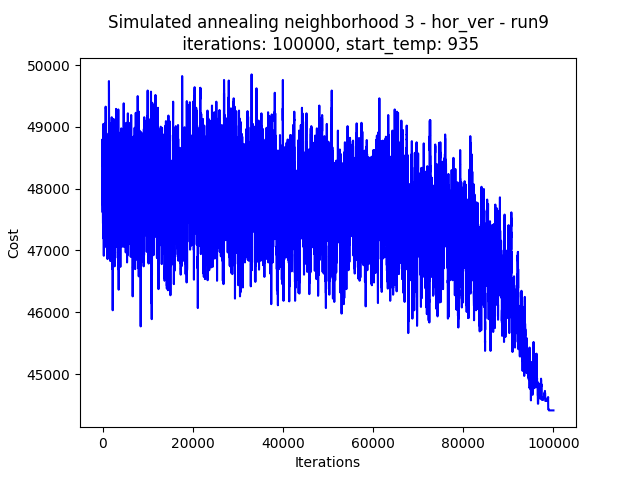 Simulated annealing neighborhood 3 - hor_ver - run9
iterations: 100000, start_temp: 935
50000
49000
48000
47000
46000
45000
Cost
0 20000 40000 60000 80000 100000
Iterations